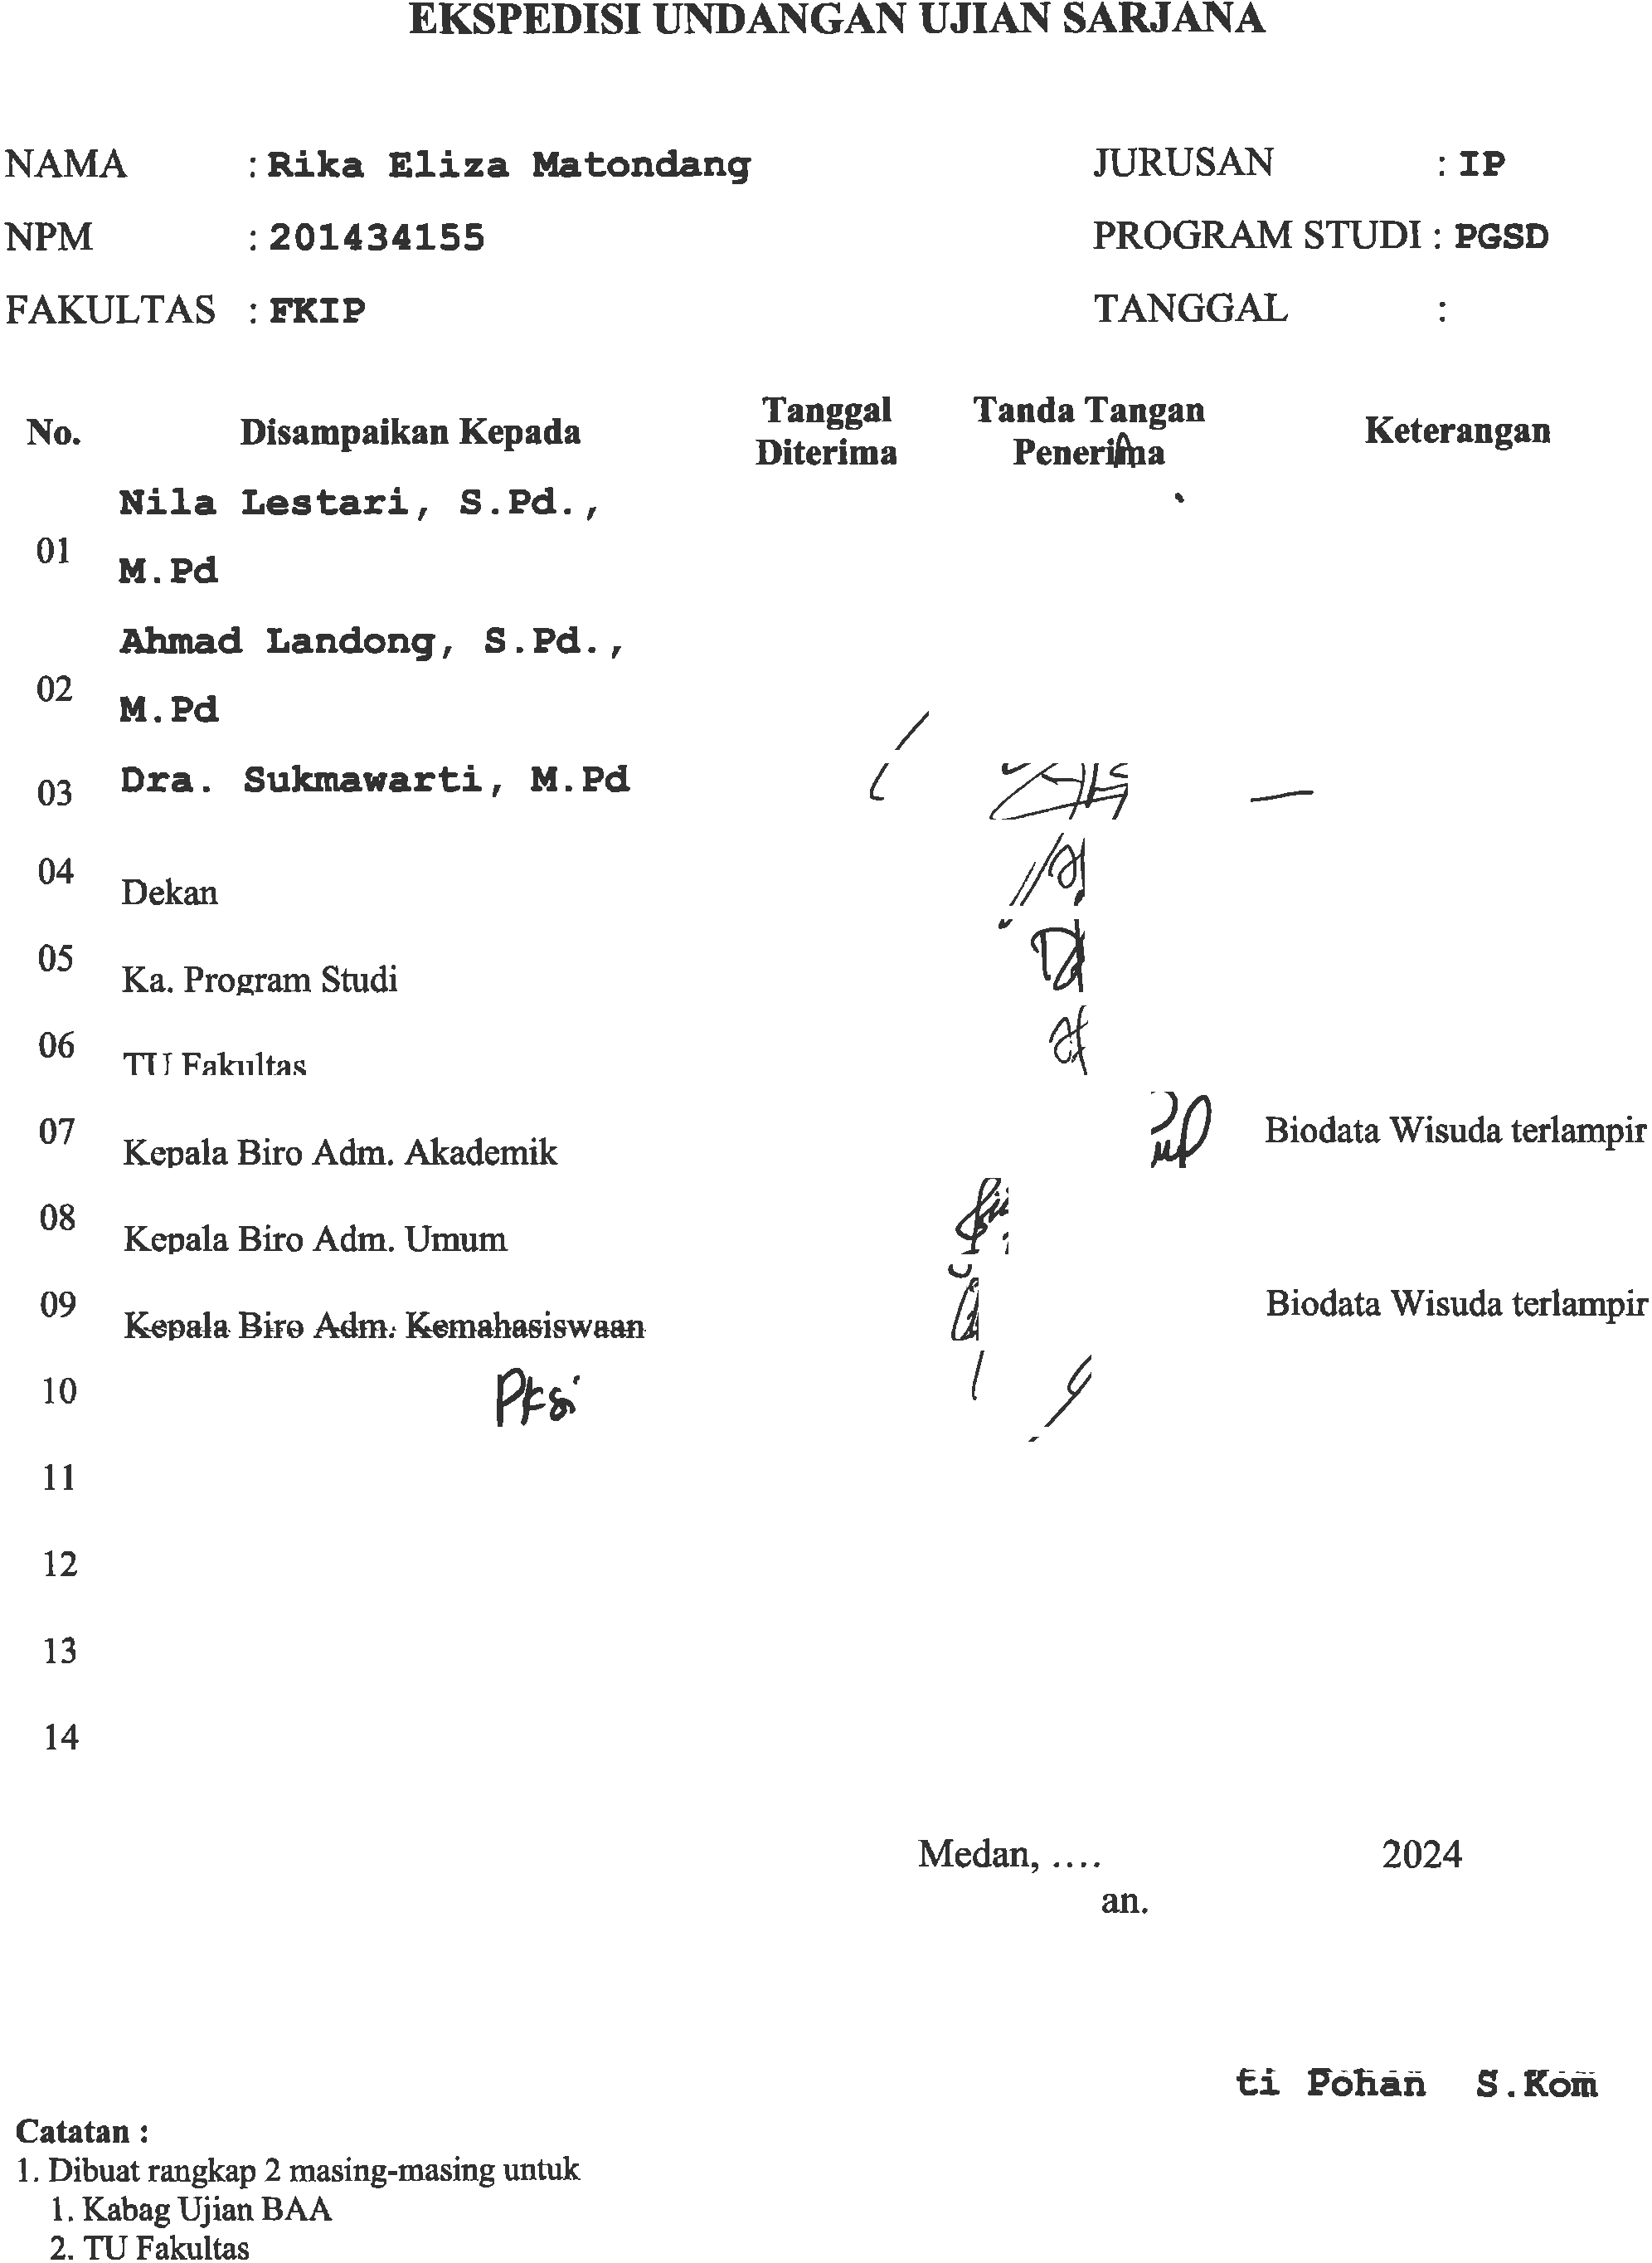 EKSPEDISI UNDANGAN UJIAN SARJANA
NAMA : Rika Eliza Matondang JURUSAN : IP
NPM : 201434155 PROGRAM STUDI : PGSD
FAKULTAS : FKIP TANGGAL :
No. Disampaikan Kepada Tanggal Diterima Tanda Tangan Penerima Keterangan
01 Nila Lestari, S.Pd.,
M.Pd
02 Ahmad Landong, S.Pd.,
M.Pd
03 Dra. Sukmawarti, M.Pd
04 Dekan
05 Ka. Program Studi
06 TU Fakultas
07 Kepala Biro Adm. Akademik Biodata Wisuda terlampir
08 Kepala Biro Adm. Umum
09 Kepala Biro Adm. Kemahasiswaan Biodata Wisuda terlampir
10 Pksi
11
12
13
14
Medan, .... 2024
an.
ti Pohan S.Kom
Catatan :
1. Dibuat rangkap 2 masing-masing untuk
1. Kabag Ujian BAA
2. TU Fakultas